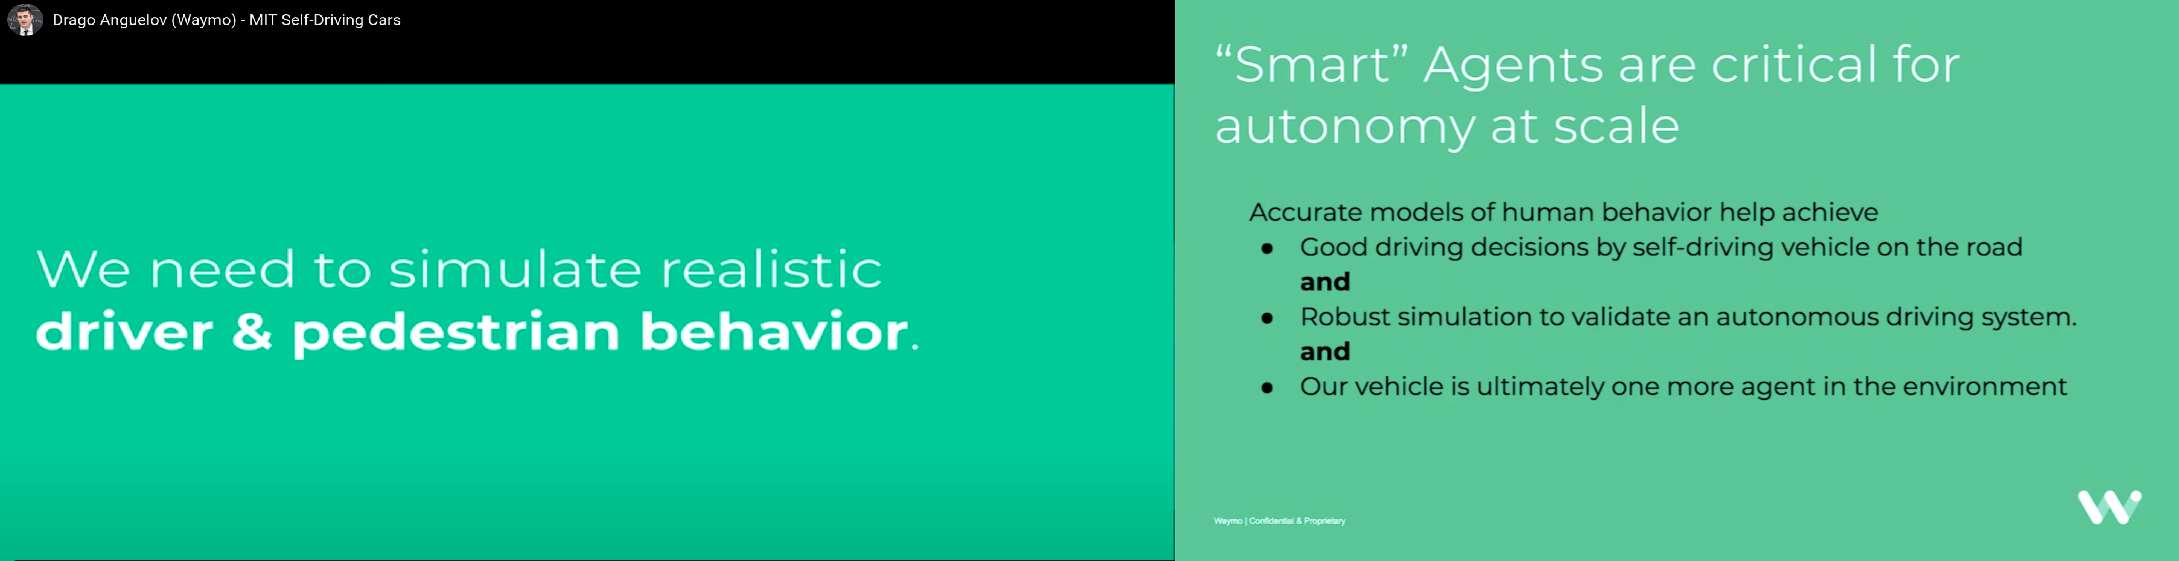 Drago Anguelov (Waymo) - MIT Self-Driving Cars
We need to simulate realistic
driver & pedestrian behavior.
“Smart” Agents are critical for
autonomy at scale
Accurate models of human behavior help achieve
● Good driving decisions by self-driving vehicle on the road
and
● Robust simulation to validate an autonomous driving system.
and
● Our vehicle is ultimately one more agent in the environment
Waymo | Confidential & Proprietary